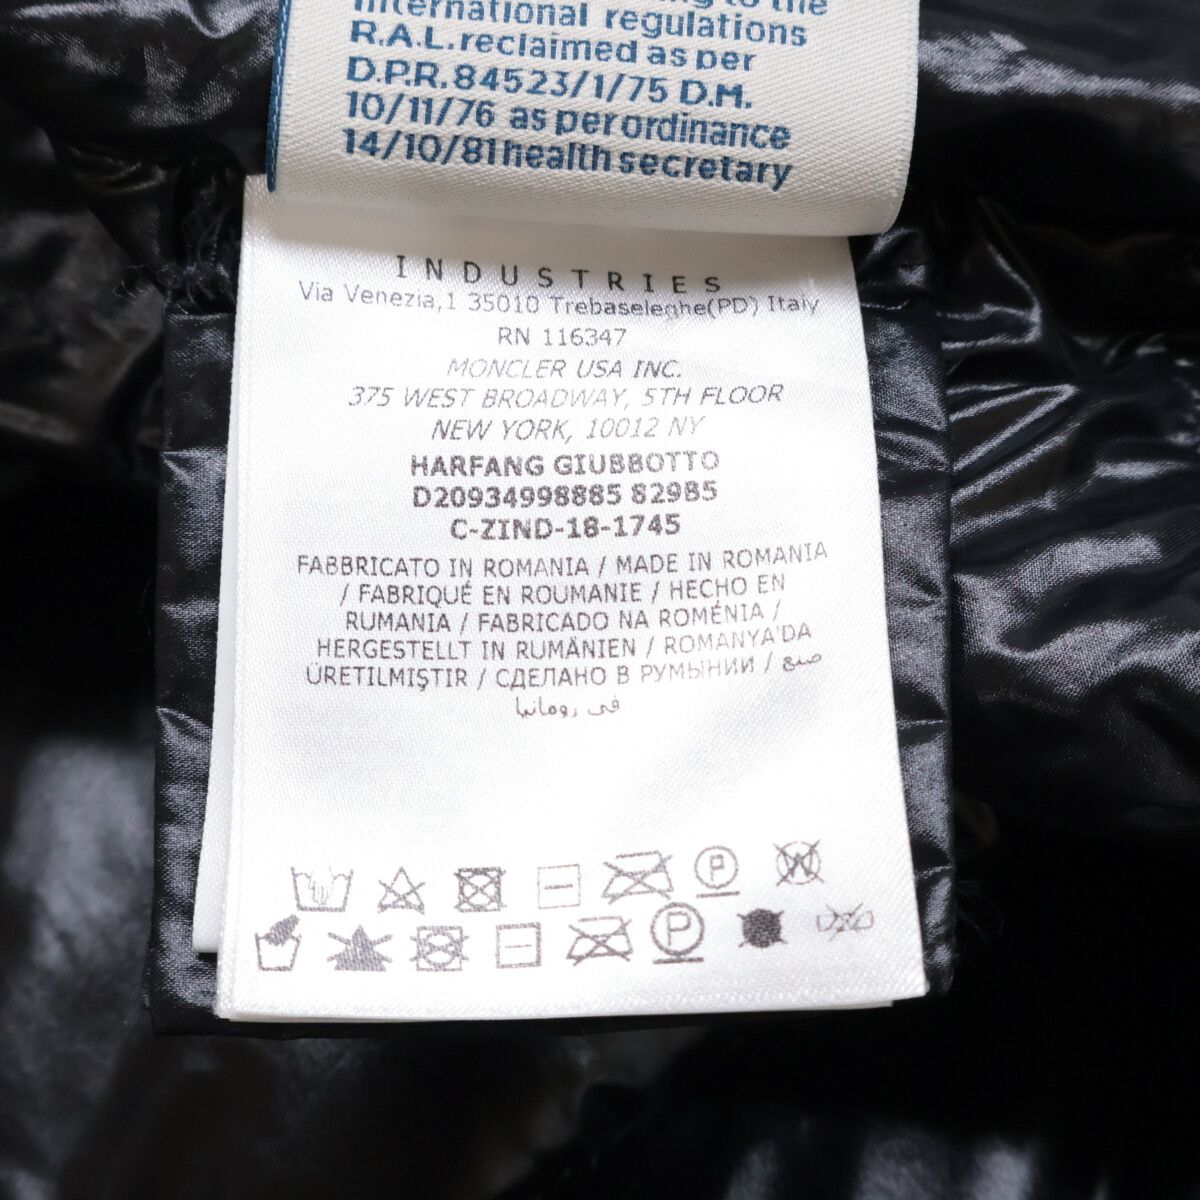 to the
International regulations
R.A.L. reclaimed as per
D.P.R. 84523/1/75 D.M.
10/11/76 as per ordinance
14/10/81 health secretary
INDUSTRIES
Via Venezia,1 35010 Trebaseleghe(PD) Italy
RN 116347
MONCLER USA INC.
375 WEST BROADWAY, 5TH FLOOR
NEW YORK, 10012 NY
HARFANG GIUBBOTTO
D20934998885 82985
C-ZIND-18-1745
FABBRICATO IN ROMANIA / MADE IN ROMANIA
/ FABRIQUÉ EN ROUMANIE / HECHO EN
RUMANIA / FABRICADO NA ROMÉNIA /
HERGESTELLT IN RUMÄNIEN / ROMANYA'DA
ÜRETILMIŞTIR / СДЕЛАНО В РУМЫНИИ / صنع
في رومانيا
P W
P